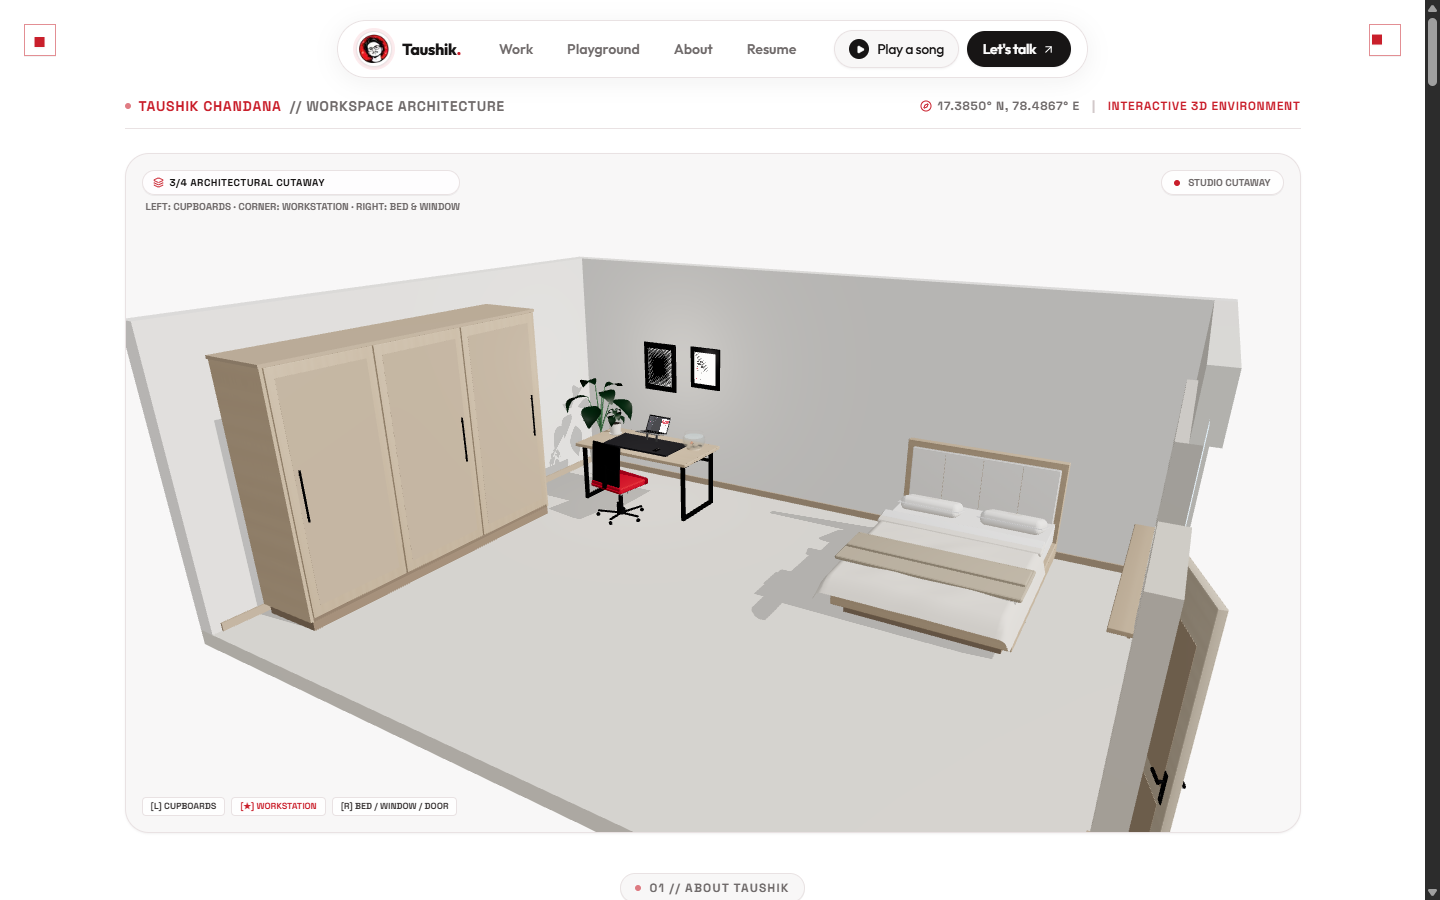 Taushik.
Work
Playground
About
Resume
Play a song
Let's talk
TAUSHIK CHANDANA // WORKSPACE ARCHITECTURE
17.3850° N, 78.4867° E | INTERACTIVE 3D ENVIRONMENT
3/4 ARCHITECTURAL CUTAWAY
STUDIO CUTAWAY
LEFT: CUPBOARDS · CORNER: WORKSTATION · RIGHT: BED & WINDOW
[L] CUPBOARDS
[★] WORKSTATION
[R] BED / WINDOW / DOOR
01 // ABOUT TAUSHIK